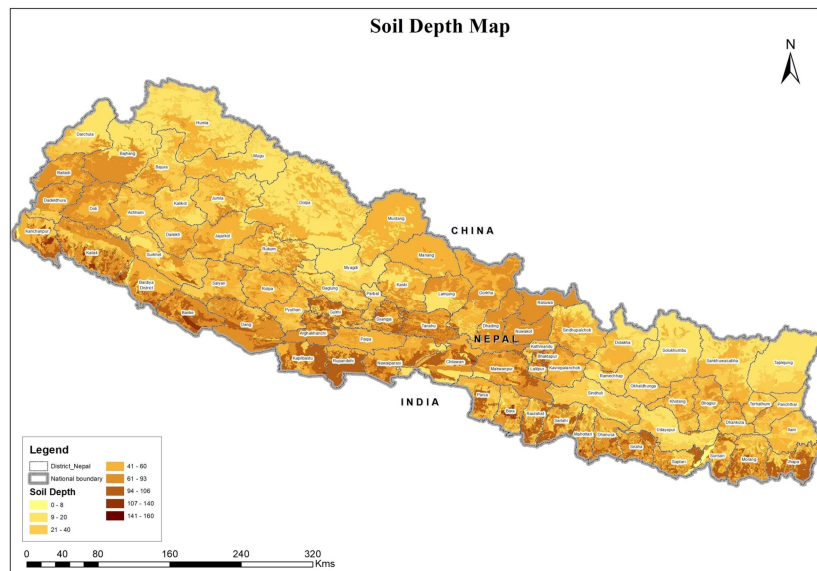 Soil Depth Map
N
Humla
Darchula
Bajhang
Mugu
Bajura
Baitadi
Dolpa
Dadeldhura
Doti
Achham
Kalikot
Jumla
Mustang
CHINA
Kanchanpur
Dailekh
Jajarkot
Kailali
Surkhet
Rukum
Manang
Myagdi
Bardiya
District
Salyan
Rolpa
Baglung
Parbat
Kaski
Lamjung
Gorkha
Rasuwa
Banke
Dang
Pyuthan
Gulmi
Syangja
Tanahu
Dhading
Nuwakot
Sindhupalchok
Arghakhanchi
Palpa
NEPAL
Kathmandu
Bhaktapur
Dolakha
Solukhumbu
Sankhuwasabha
Taplejung
Kapilbastu
Rupandehi
Nawalparasi
Chitawan
Makwanpur
Lalitpur
Kavrepalanchok
Ramechhap
Okhaldhunga
Khotang
Bhojpur
Terhathum
Panchthar
INDIA
Parsa
Bara
Rautahat
Sarlahi
Sindhuli
Mahottari
Dhanusa
Siraha
Udayapur
Dhankuta
Ilam
Saptari
Sunsari
Morang
Jhapa
Legend
District_Nepal
National boundary
Soil Depth
0 - 8
9 - 20
21 - 40
41 - 60
61 - 93
94 - 106
107 - 140
141 - 160
0 20 40 80 160 240 320
Kms